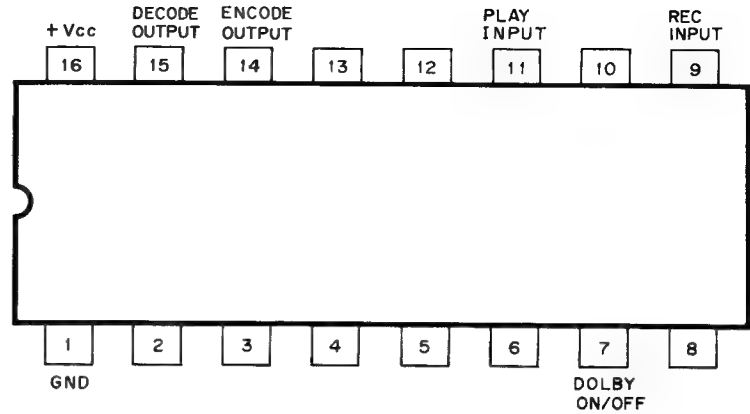 + Vcc
DECODE
OUTPUT
ENCODE
OUTPUT
PLAY
INPUT
REC
INPUT
16 15 14 13 12 11 10 9
1 2 3 4 5 6 7 8
GND
DOLBY
ON/OFF